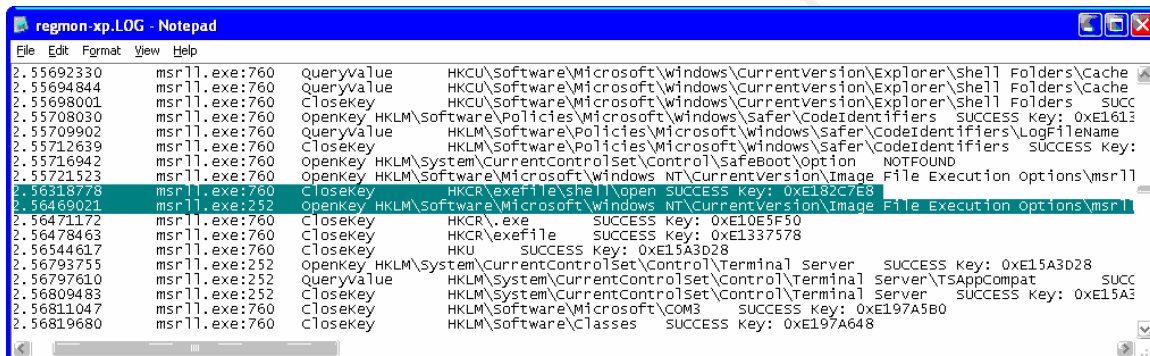 regmon-xp.LOG - Notepad
File Edit Format View Help
2.55692330 msrll.exe:760 QueryValue HKCU\Software\Microsoft\Windows\CurrentVersion\Explorer\Shell Folders\Cache
2.55694844 msrll.exe:760 QueryValue HKCU\Software\Microsoft\Windows\CurrentVersion\Explorer\Shell Folders\Cache
2.55698001 msrll.exe:760 CloseKey HKCU\Software\Microsoft\Windows\CurrentVersion\Explorer\Shell Folders SUCC
2.55708030 msrll.exe:760 OpenKey HKLM\Software\Policies\Microsoft\Windows\Safer\CodeIdentifiers SUCCESS Key: 0xE1613
2.55709902 msrll.exe:760 QueryValue HKLM\Software\Policies\Microsoft\Windows\Safer\CodeIdentifiers\LogFileName
2.55712639 msrll.exe:760 CloseKey HKLM\Software\Policies\Microsoft\Windows\Safer\CodeIdentifiers SUCCESS Key:
2.55716942 msrll.exe:760 OpenKey HKLM\System\CurrentControlSet\Control\SafeBoot\Option NOTFOUND
2.55721523 msrll.exe:760 OpenKey HKLM\Software\Microsoft\Windows NT\CurrentVersion\Image File Execution Options\msrll
2.56318778 msrll.exe:760 CloseKey HKCR\exefile\shell\open SUCCESS Key: 0xE182C7E8
2.56469021 msrll.exe:252 OpenKey HKLM\Software\Microsoft\Windows NT\CurrentVersion\Image File Execution Options\msrll
2.56471172 msrll.exe:760 CloseKey HKCR\.exe SUCCESS Key: 0xE10E5F50
2.56478463 msrll.exe:760 CloseKey HKCR\exefile SUCCESS Key: 0xE1337578
2.56544617 msrll.exe:760 CloseKey HKU SUCCESS Key: 0xE15A3D28
2.56793755 msrll.exe:252 OpenKey HKLM\System\CurrentControlSet\Control\Terminal Server SUCCESS Key: 0xE15A3D28
2.56797610 msrll.exe:252 QueryValue HKLM\System\CurrentControlSet\Control\Terminal Server\TSAppCompat SUCC
2.56809483 msrll.exe:252 CloseKey HKLM\System\CurrentControlSet\Control\Terminal Server SUCCESS Key: 0xE15A3
2.56811047 msrll.exe:760 CloseKey HKLM\Software\Microsoft\COM3 SUCCESS Key: 0xE197A5B0
2.56819680 msrll.exe:760 CloseKey HKLM\Software\Classes SUCCESS Key: 0xE197A648